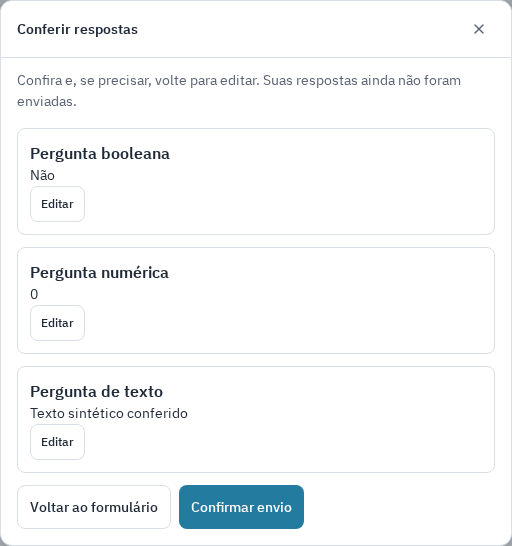 Conferir respostas
Confira e, se precisar, volte para editar. Suas respostas ainda não foram
enviadas.
Pergunta booleana
Não
Editar
Pergunta numérica
0
Editar
Pergunta de texto
Texto sintético conferido
Editar
Voltar ao formulário
Confirmar envio